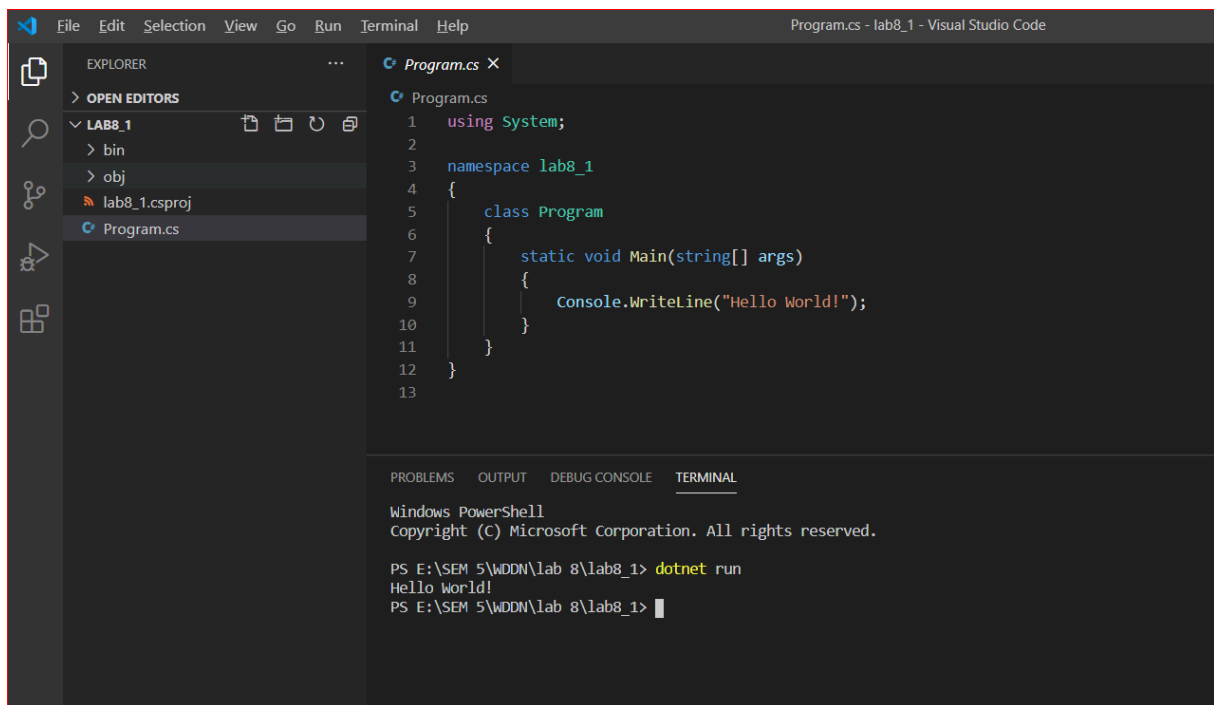 File Edit Selection View Go Run Terminal Help
Program.cs - lab8_1 - Visual Studio Code
EXPLORER ...
> OPEN EDITORS
LAB8_1
> bin
> obj
lab8_1.csproj
C# Program.cs
C# Program.cs
C# Program.cs
1 using System;
2
3 namespace lab8_1
4 {
5 class Program
6 {
7 static void Main(string[] args)
8 {
9 Console.WriteLine("Hello World!");
10 }
11 }
12 }
13
PROBLEMS OUTPUT DEBUG CONSOLE TERMINAL
Windows PowerShell
Copyright (C) Microsoft Corporation. All rights reserved.
PS E:\SEM 5\WDDN\lab 8\lab8_1> dotnet run
Hello World!
PS E:\SEM 5\WDDN\lab 8\lab8_1>